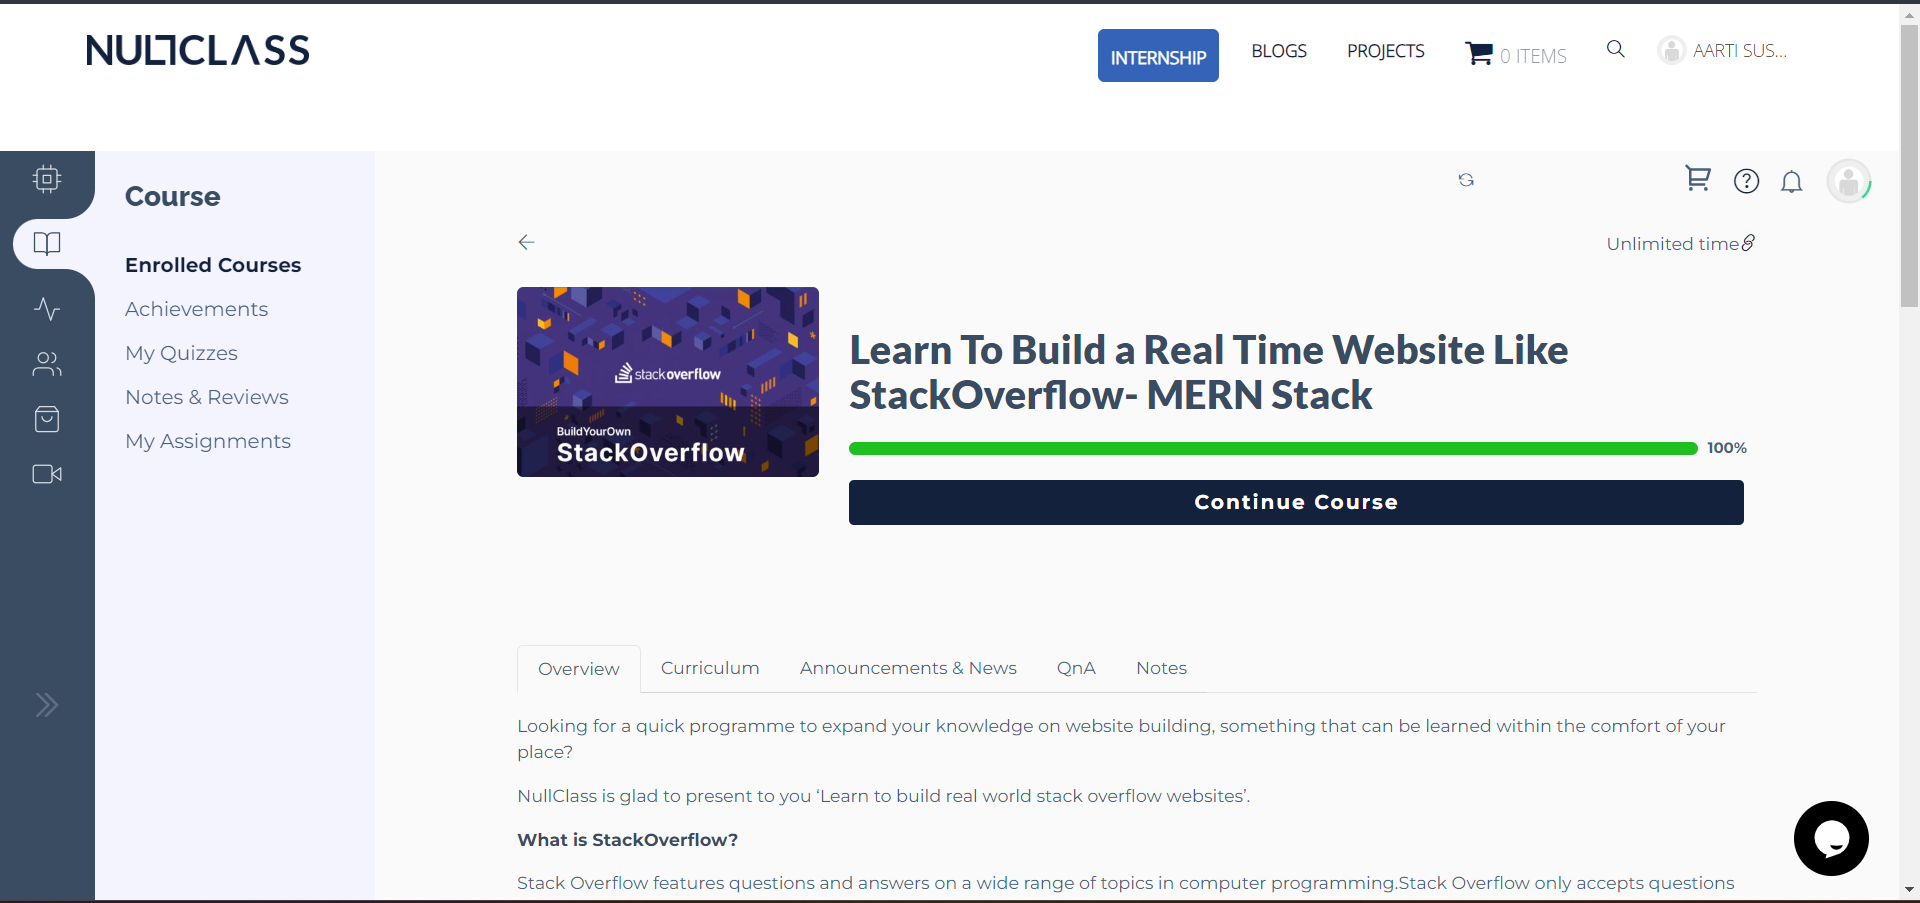 NULLCLASS
INTERNSHIP
BLOGS
PROJECTS
0 ITEMS
AARTI SUS...
Course
Enrolled Courses
Achievements
My Quizzes
Notes & Reviews
My Assignments
Unlimited time
stackoverflow
BuildYourOwn
StackOverflow
Learn To Build a Real Time Website Like
StackOverflow- MERN Stack
100%
Continue Course
Overview
Curriculum
Announcements & News
QnA
Notes
Looking for a quick programme to expand your knowledge on website building, something that can be learned within the comfort of your
place?
NullClass is glad to present to you ‘Learn to build real world stack overflow websites’.
What is StackOverflow?
Stack Overflow features questions and answers on a wide range of topics in computer programming.Stack Overflow only accepts questions